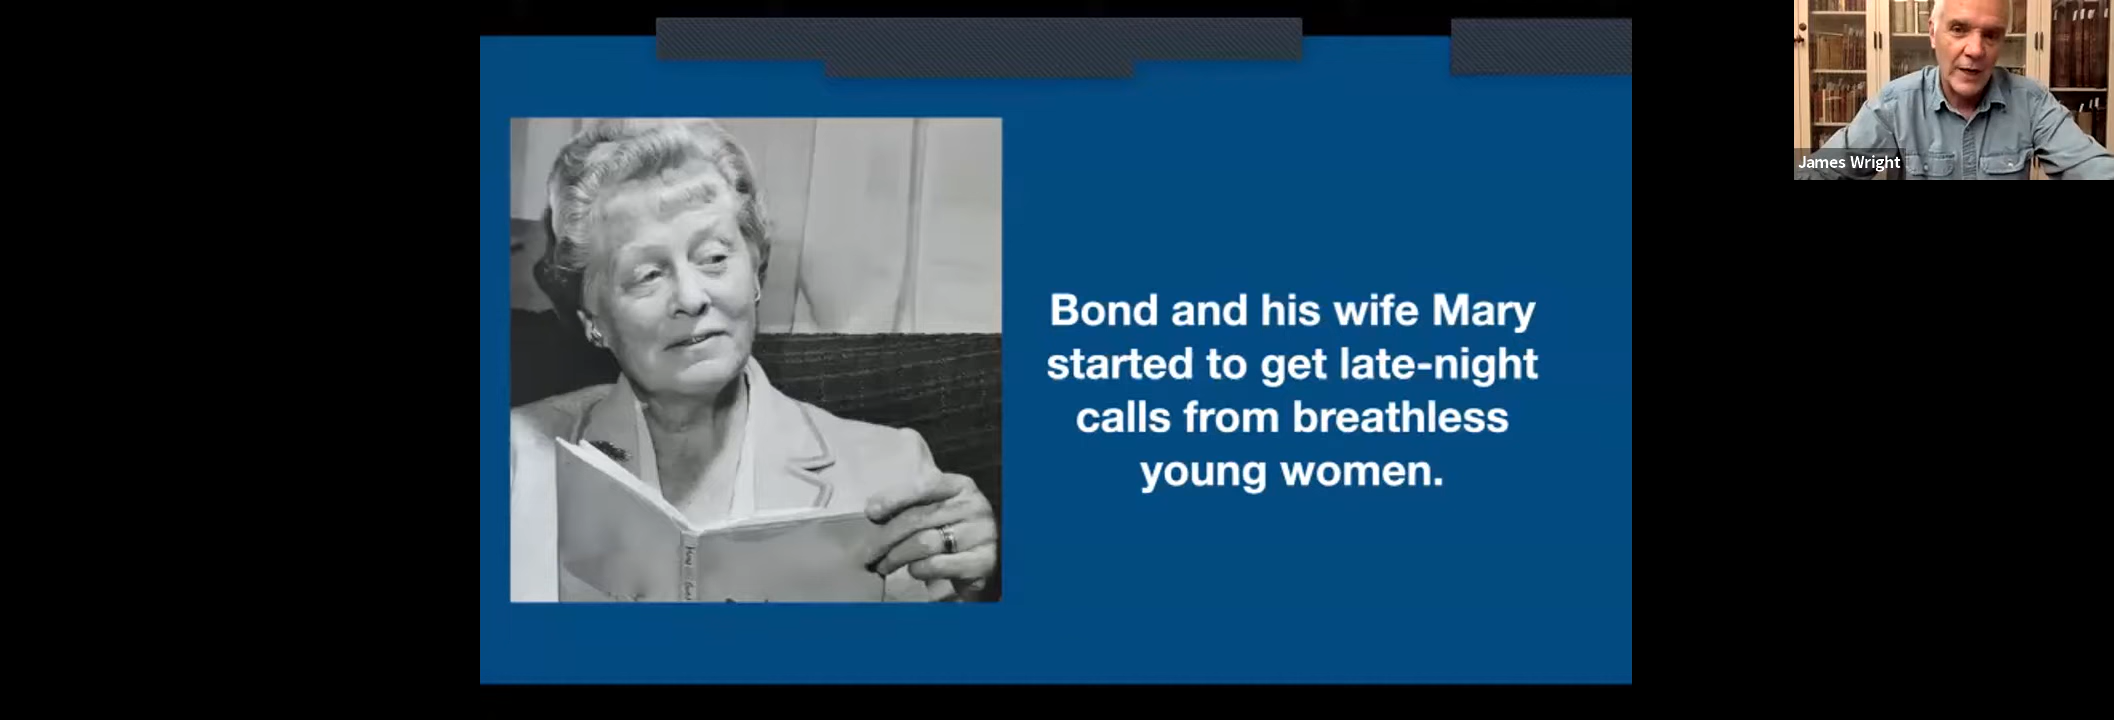 James Wright
Bond and his wife Mary
started to get late-night
calls from breathless
young women.